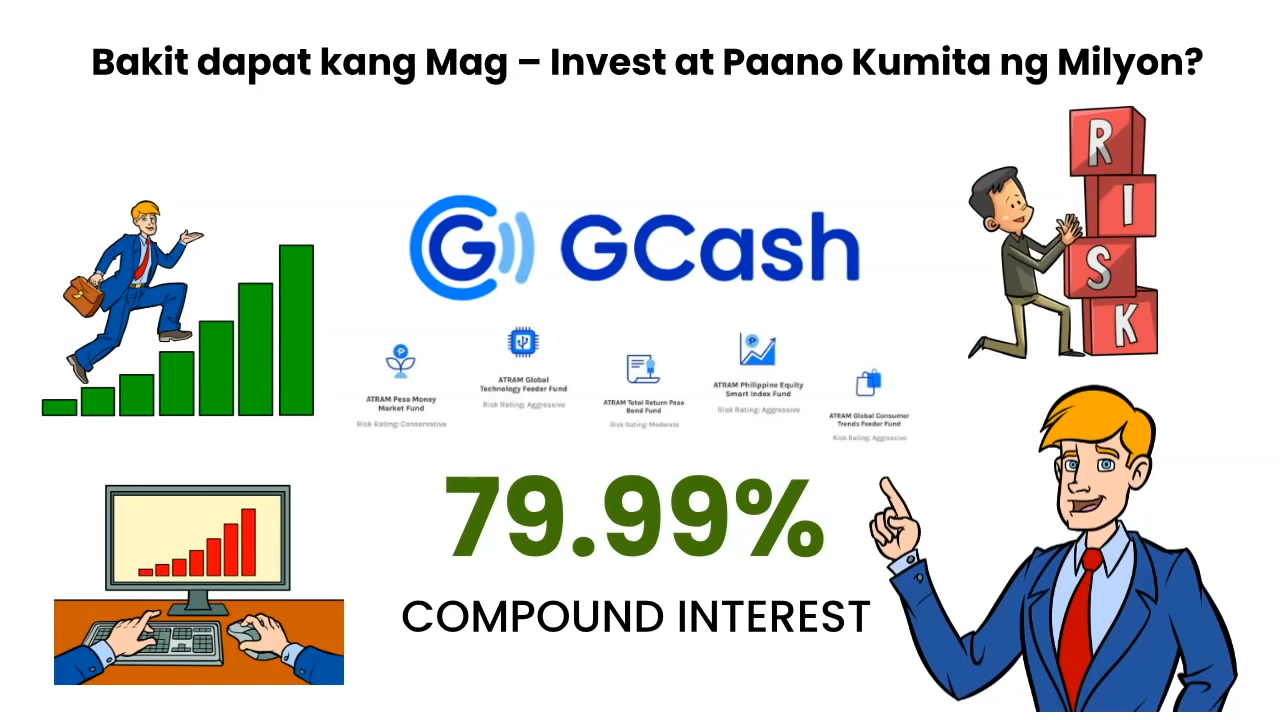 Bakit dapat kang Mag – Invest at Paano Kumita ng Milyon?
R
I
S
K
GCash
ATRAM Peso Money
Market Fund
Risk Rating: Conservative
ATRAM Global
Technology Feeder Fund
Risk Rating: Aggressive
ATRAM Total Return Peso
Bond Fund
Risk Rating: Moderate
ATRAM Philippine Equity
Smart Index Fund
Risk Rating: Aggressive
ATRAM Global Consumer
Trends Feeder Fund
Risk Rating: Aggressive
79.99%
COMPOUND INTEREST